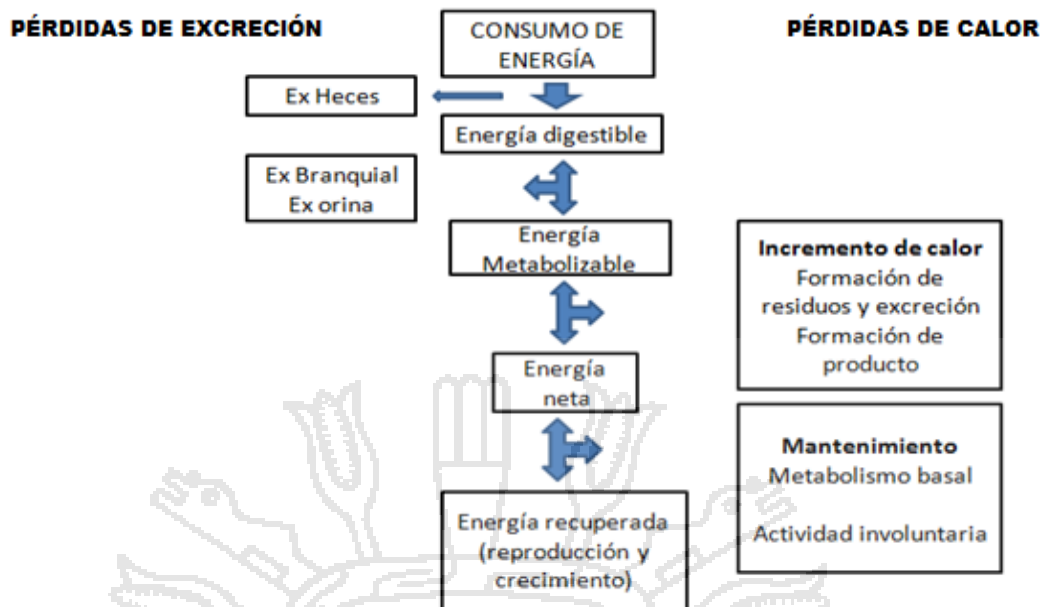 PÉRDIDAS DE EXCRECIÓN
CONSUMO DE
ENERGÍA
PÉRDIDAS DE CALOR
Ex Heces
Energía digestible
Ex Branquial
Ex orina
Energía
Metabolizable
Incremento de calor
Formación de
residuos y excreción
Formación de
producto
Energía
neta
Mantenimiento
Metabolismo basal
Actividad involuntaria
Energía recuperada
(reproducción y
crecimiento)